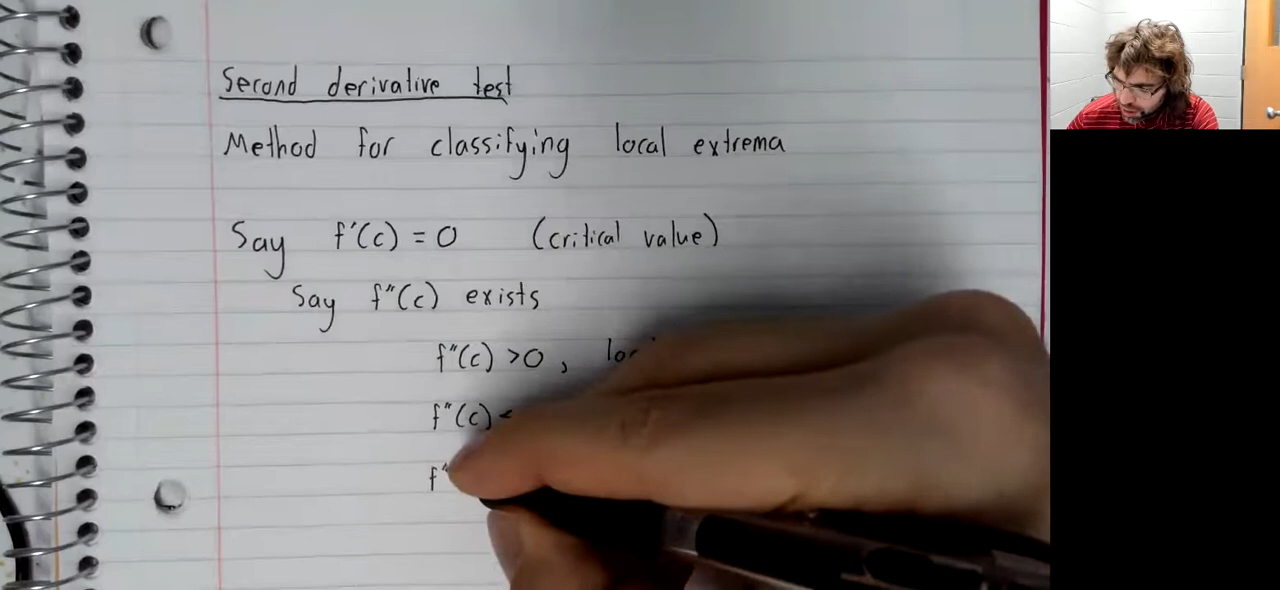 Second derivative test
Method for classifying local extrema
Say f'(c) = 0 (critical value)
Say f"(c) exists
f"(c) >0 ,
f"(c) <
f"